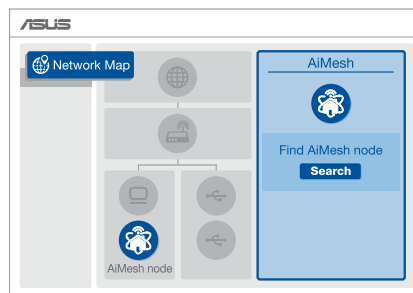 ASUS
Network Map
AiMesh
Find AiMesh node
Search
AiMesh node